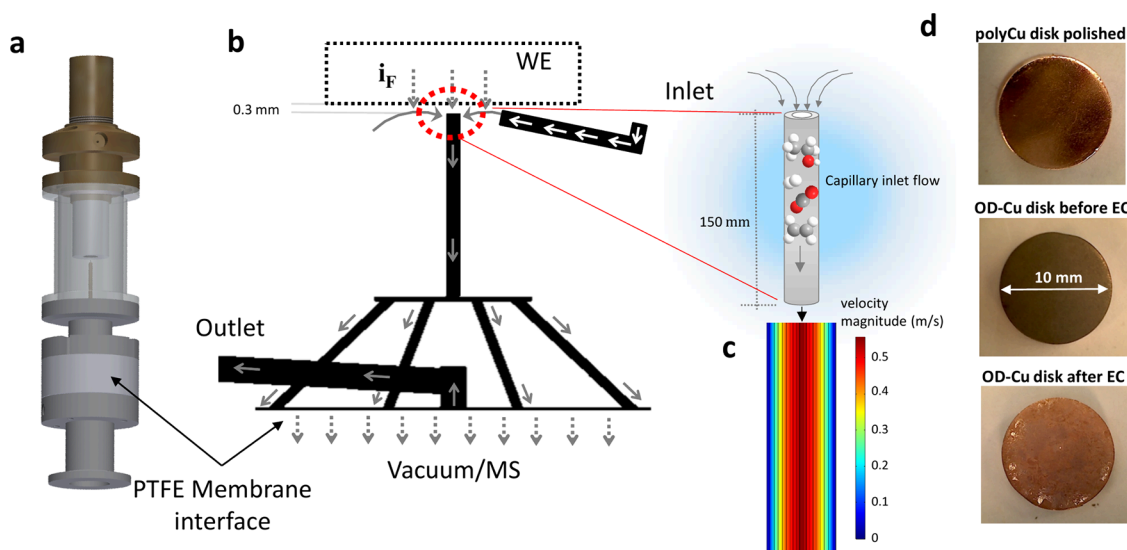 a
b
WE
i_F
0.3 mm
Inlet
Capillary inlet flow
150 mm
Outlet
Vacuum/MS
PTFE Membrane
interface
c
velocity
magnitude (m/s)
0.5
0.4
0.3
0.2
0.1
0
d
polyCu disk polished
OD-Cu disk before EC
10 mm
OD-Cu disk after EC